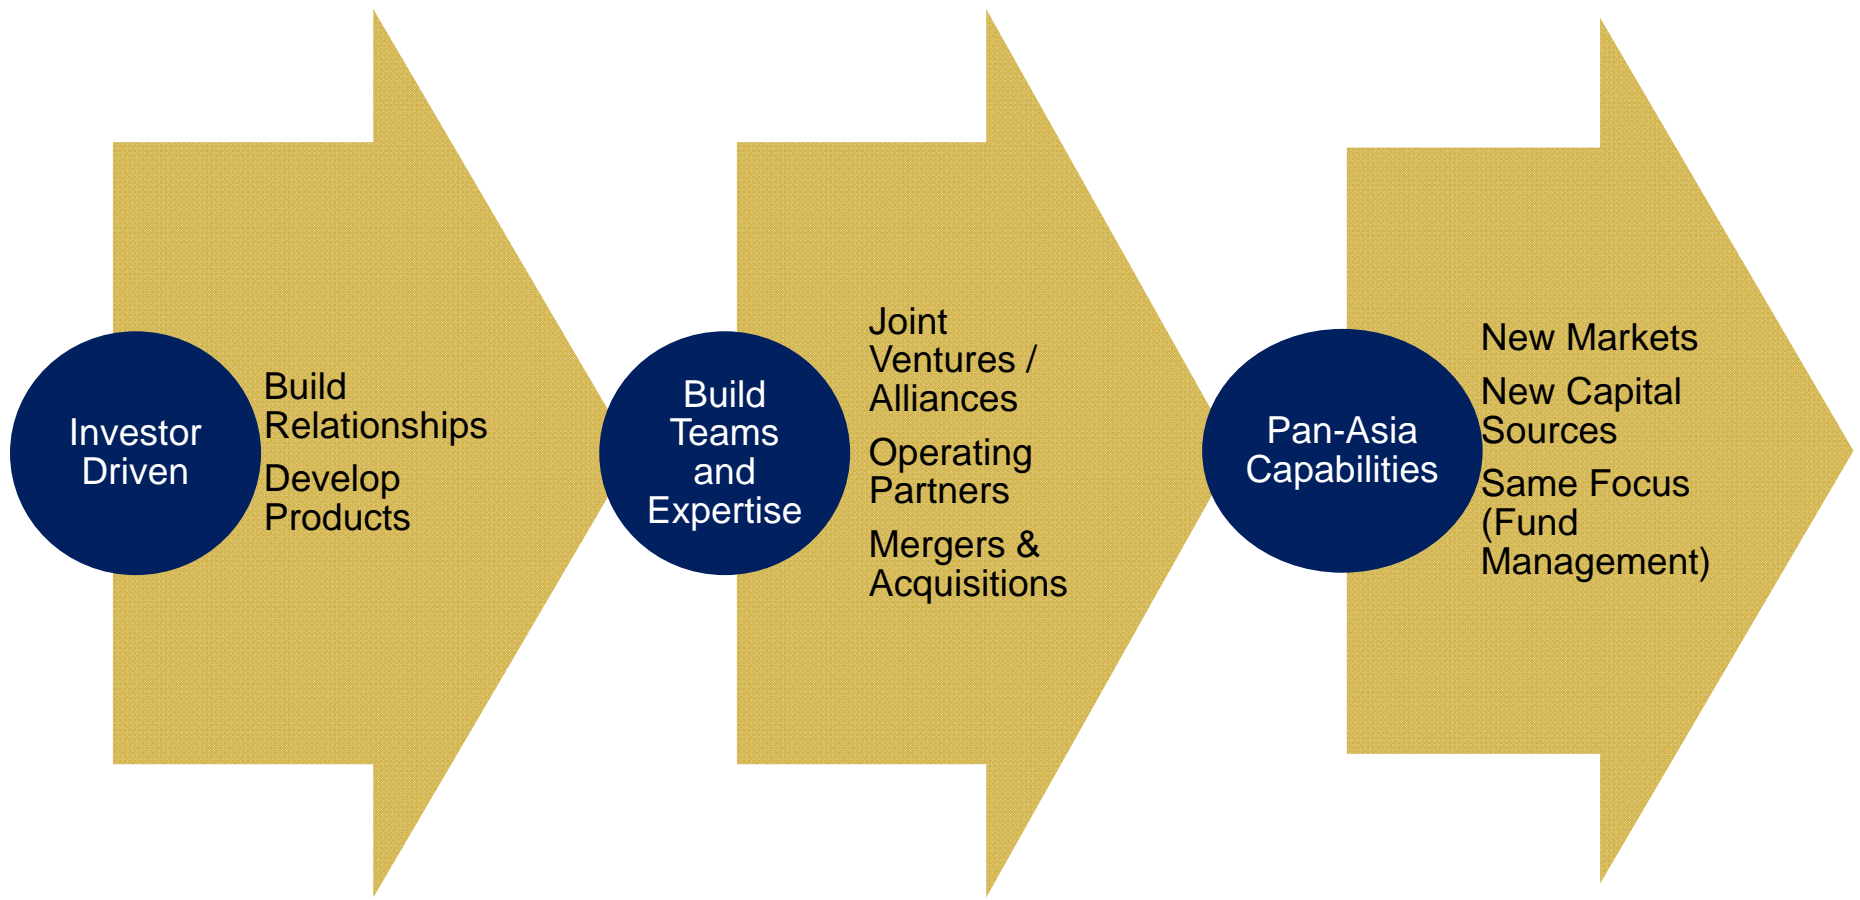 Investor
Driven
Build
Relationships
Develop
Products
Build
Teams
and
Expertise
Joint
Ventures /
Alliances
Operating
Partners
Mergers &
Acquisitions
Pan-Asia
Capabilities
New Markets
New Capital
Sources
Same Focus
(Fund
Management)